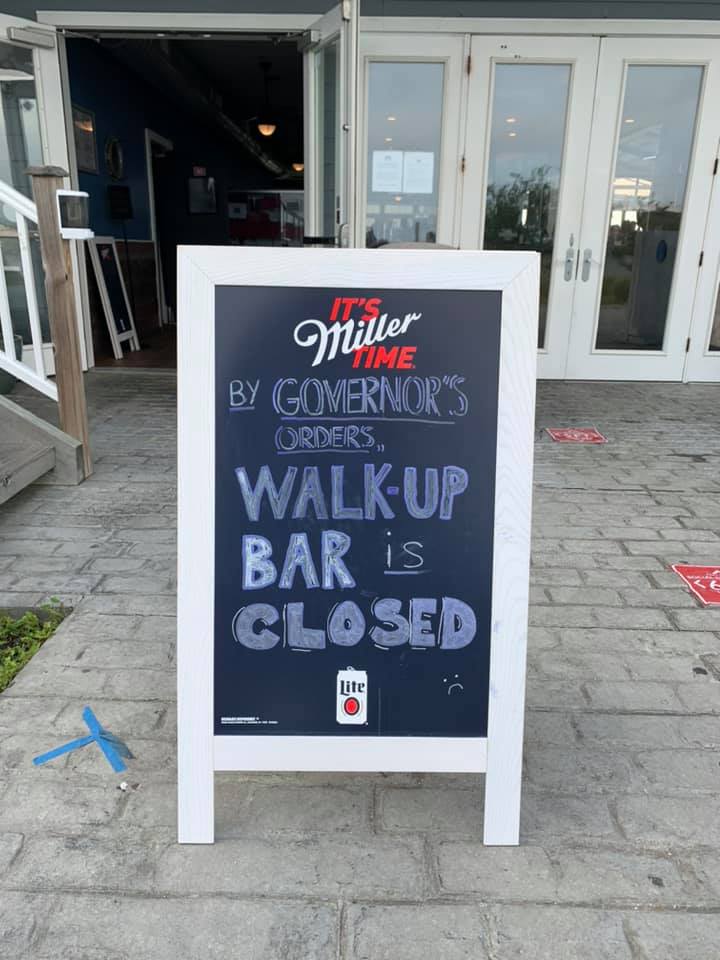 IT'S
Miller
TIME
BY GOVERNOR"S
ORDERS,,
WALK-UP
BAR is
CLOSED
Lite